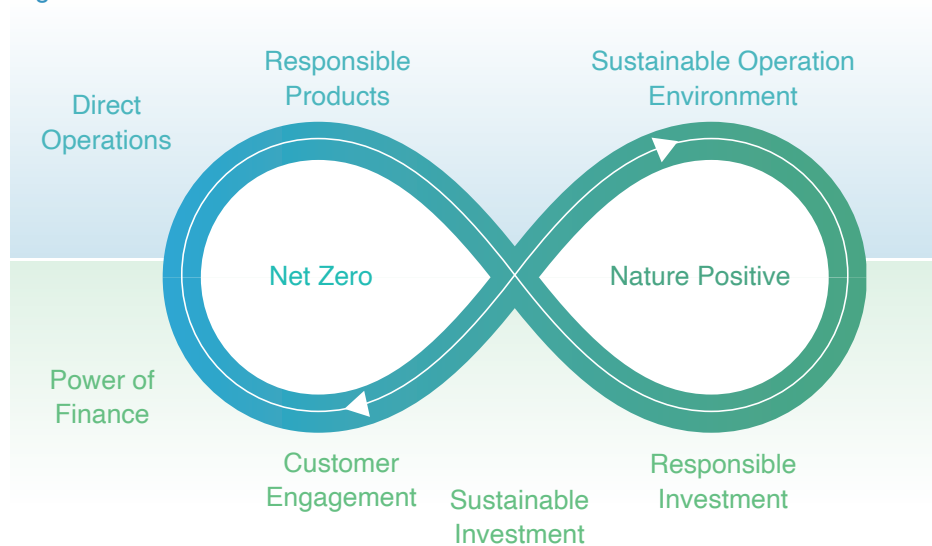 Responsible
Products
Sustainable Operation
Environment
Direct
Operations
Net Zero
Nature Positive
Power of
Finance
Customer
Engagement
Sustainable
Investment
Responsible
Investment